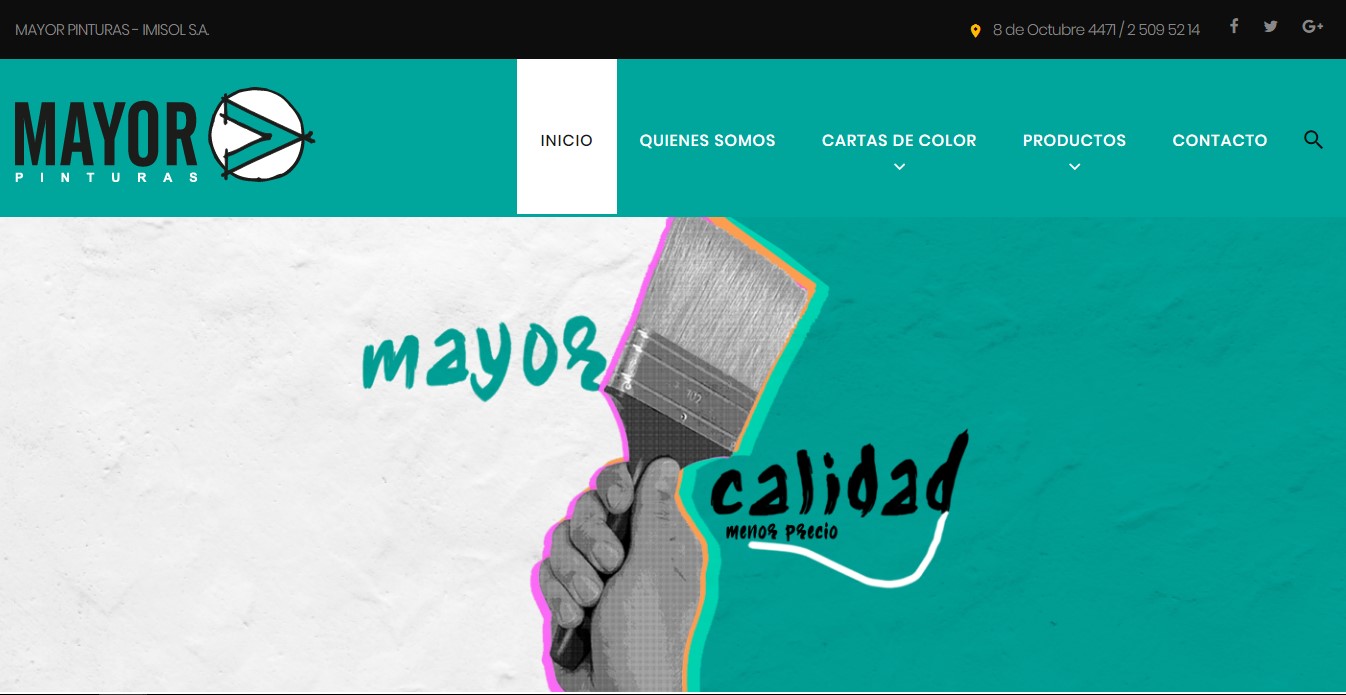 MAYOR PINTURAS - IMISOL S.A.
8 de Octubre 4471 / 2 509 52 14
MAYOR
PINTURAS
INICIO
QUIENES SOMOS
CARTAS DE COLOR
PRODUCTOS
CONTACTO
mayor
calidad
menor precio